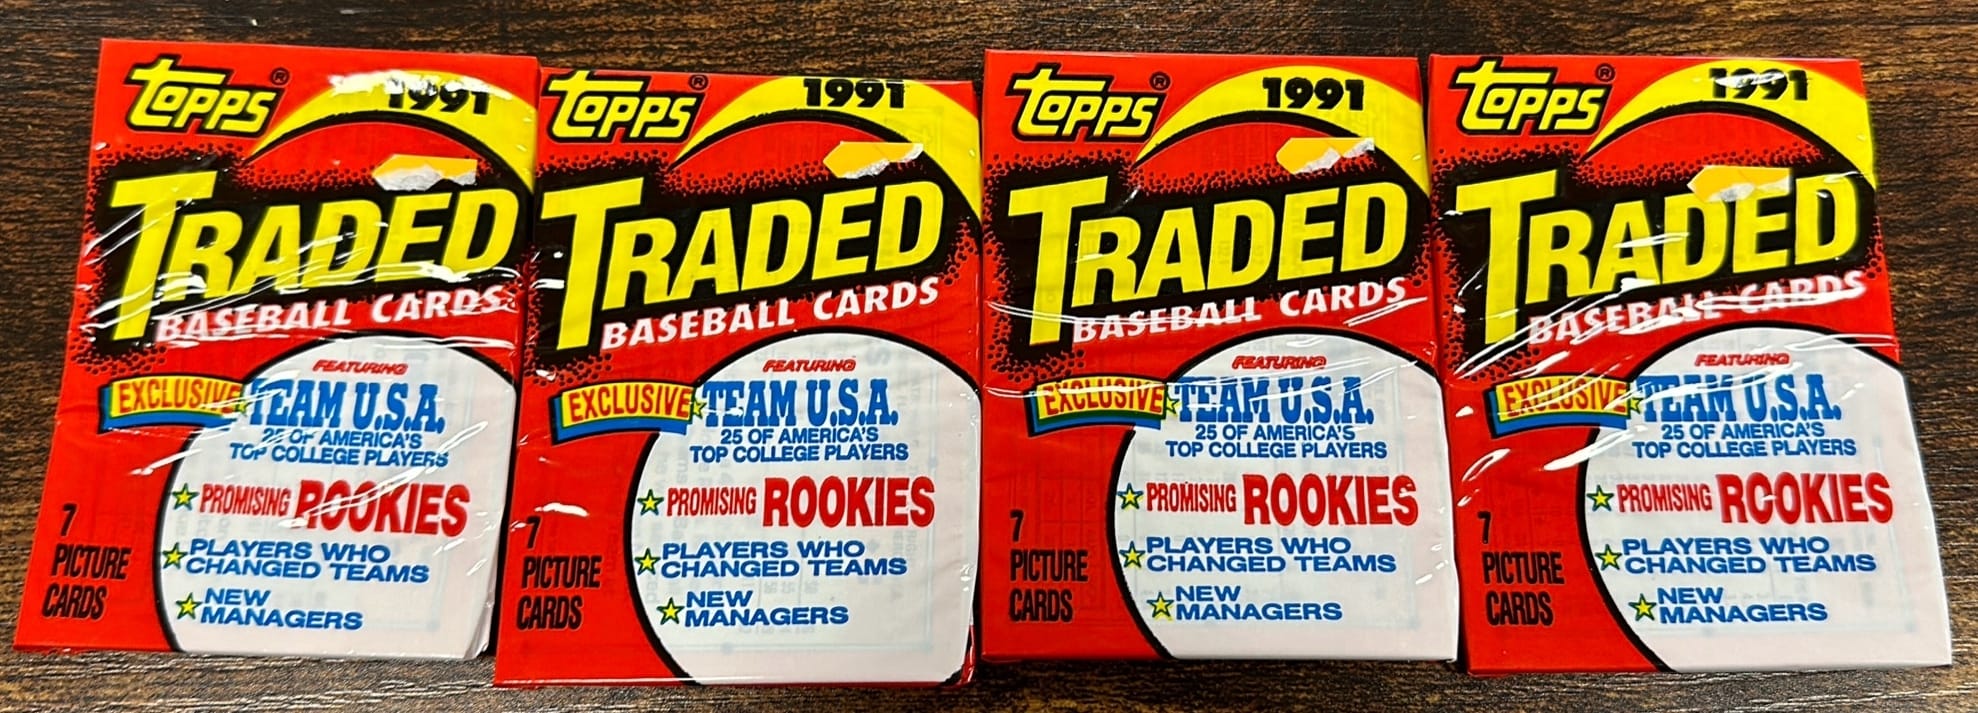 Topps®
1991
TRADED
BASEBALL CARDS
FEATURING
EXCLUSIVE TEAM U.S.A.
25 OF AMERICA'S
TOP COLLEGE PLAYERS
PROMISING ROOKIES
PLAYERS WHO
CHANGED TEAMS
NEW
MANAGERS
7
PICTURE
CARDS
Topps®
1991
TRADED
BASEBALL CARDS
FEATURING
EXCLUSIVE TEAM U.S.A.
25 OF AMERICA'S
TOP COLLEGE PLAYERS
PROMISING ROOKIES
PLAYERS WHO
CHANGED TEAMS
NEW
MANAGERS
7
PICTURE
CARDS
Topps®
1991
TRADED
BASEBALL CARDS
FEATURING
EXCLUSIVE TEAM U.S.A.
25 OF AMERICA'S
TOP COLLEGE PLAYERS
PROMISING ROOKIES
PLAYERS WHO
CHANGED TEAMS
NEW
MANAGERS
7
PICTURE
CARDS
Topps®
1991
TRADED
BASEBALL CARDS
FEATURING
EXCLUSIVE TEAM U.S.A.
25 OF AMERICA'S
TOP COLLEGE PLAYERS
PROMISING ROOKIES
PLAYERS WHO
CHANGED TEAMS
NEW
MANAGERS
7
PICTURE
CARDS